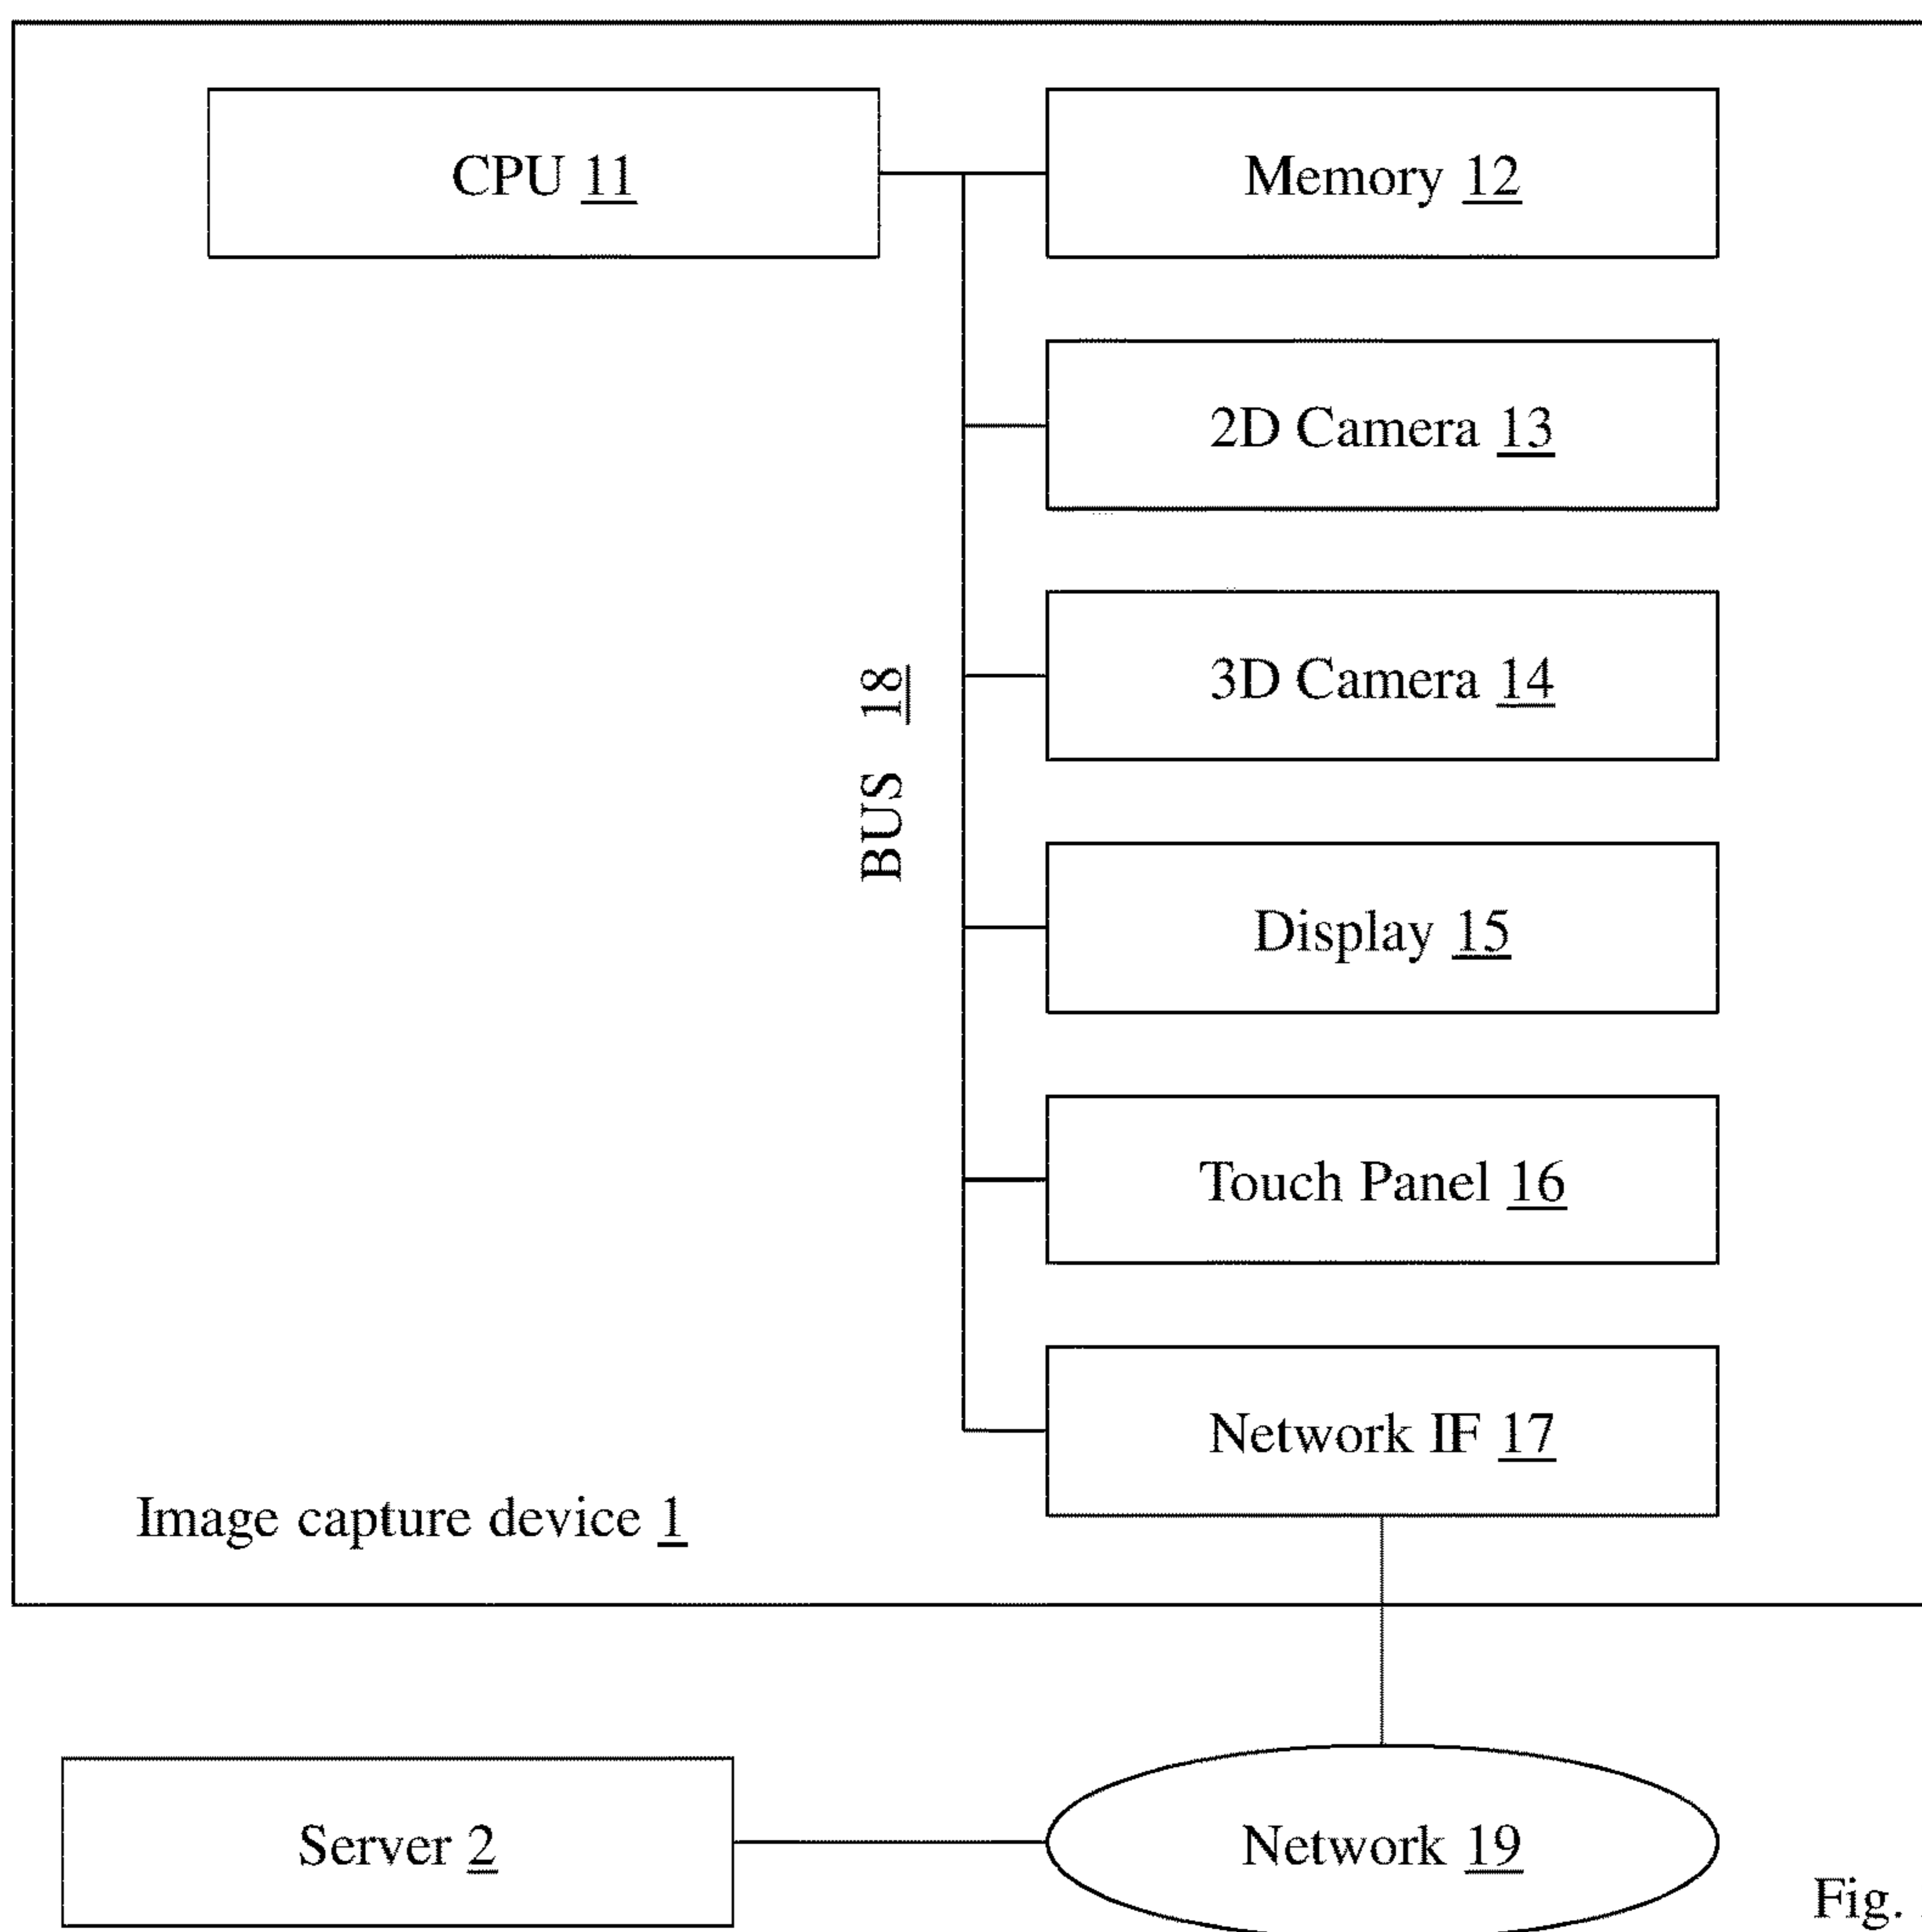 CPU 11
Memory 12
2D Camera 13
3D Camera 14
BUS 18
Display 15
Touch Panel 16
Network IF 17
Image capture device 1
Server 2
Network 19
Fig.